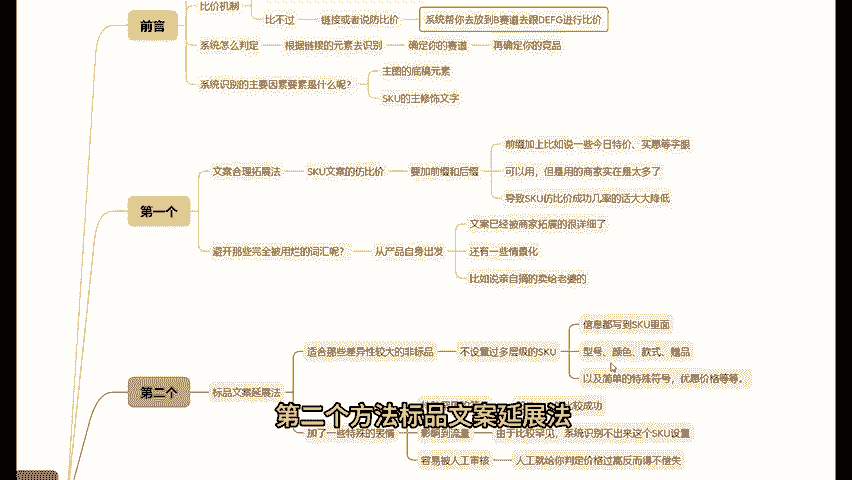 比价机制
比不过
链接或者说防比价
系统帮你去放到B赛道去跟DEFG进行比价
前言
系统怎么判定
根据链接的元素去识别
确定你的赛道
再确定你的竞品
系统识别的主要因素要素是什么呢？
主图的底稿元素
SKU的主修饰文字
第一个
文案合理拓展法
SKU文案的仿比价
要加前缀和后缀
前缀加上比如说一些今日特价、实惠等字眼
可以用，但是用的商家实在是太多了
导致SKU仿比价成功几率的话大大降低
避开那些完全被用烂的词汇呢？
从产品自身出发
文案已经被商家拓展的很详细了
还有一些情景化
比如说亲自摘的卖给老婆的
第二个
标品文案延展法
适合那些差异性较大的非标品
不设置过多层级的SKU
信息都写到SKU里面
型号、颜色、款式、赠品
以及简单的特殊符号，优惠价格等等。
加了一些特殊的表情
较成功
影响到流量
由于比较罕见，系统识别不出来这个SKU设置
容易被人工审核
人工就给你判定价格过高反而得不偿失
第二个方法标品文案延展法